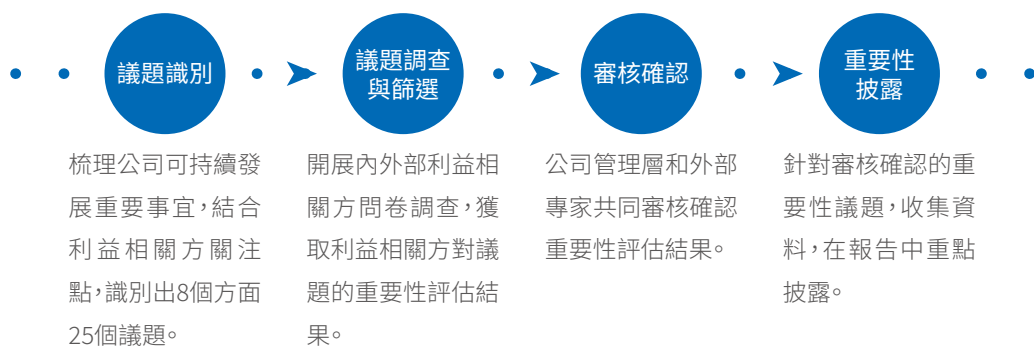 議題識別
梳理公司可持續發
展重要事宜，結合
利益相關方關注
點，識別出8個方面
25個議題。
議題調查
與篩選
開展內外部利益相
關方問卷調查，獲
取利益相關方對議
題的重要性評估結
果。
審核確認
公司管理層和外部
專家共同審核確認
重要性評估結果。
重要性
披露
針對審核確認的重
要性議題，收集資
料，在報告中重點
披露。